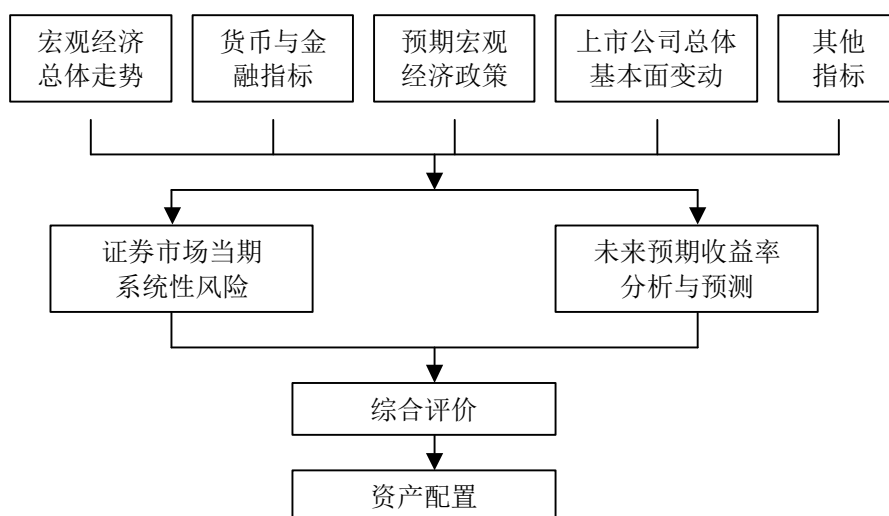 宏观经济
总体走势
货币与金
融指标
预期宏观
经济政策
上市公司总体
基本面变动
其他
指标
证券市场当期
系统性风险
未来预期收益率
分析与预测
综合评价
资产配置